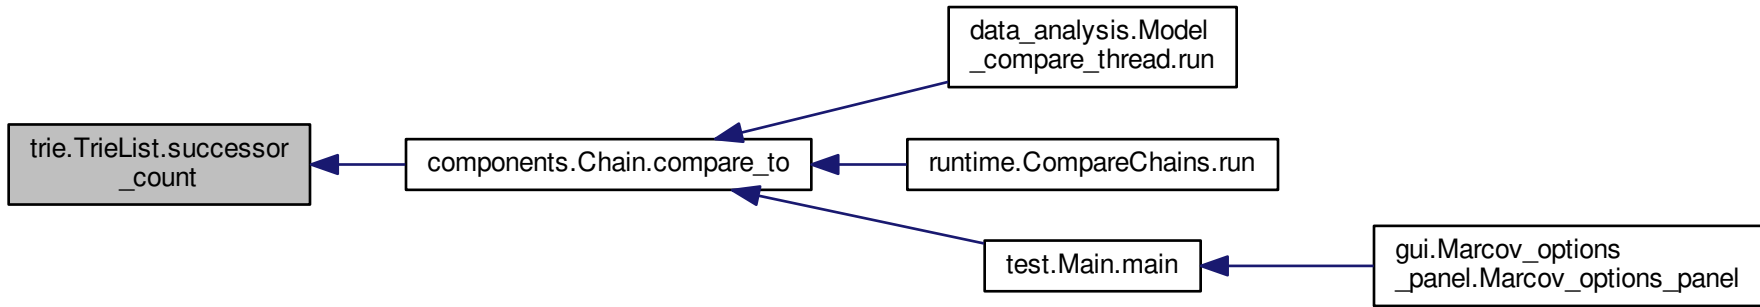 data_analysis.Model
_compare_thread.run
trie.TrieList.successor
_count
components.Chain.compare_to
runtime.CompareChains.run
test.Main.main
gui.Marcov_options
_panel.Marcov_options_panel